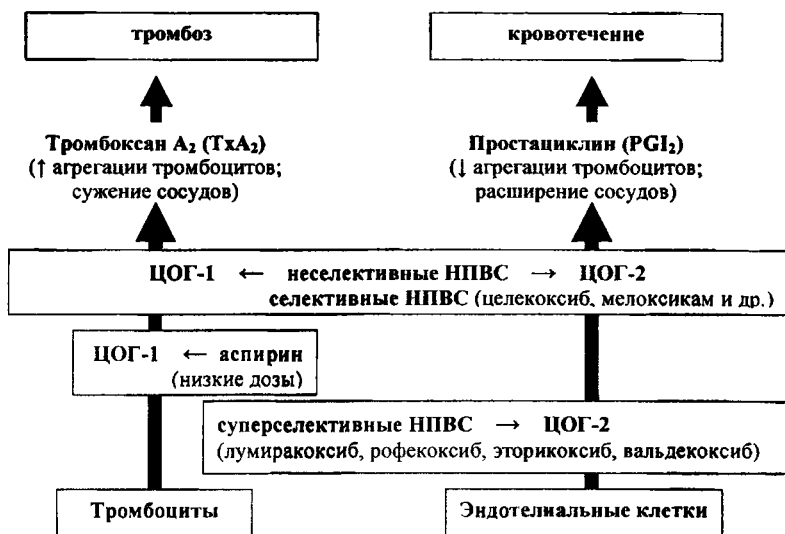 тромбоз
кровотечение
Тромбоксан A₂ (TxA₂)
(↑ агрегации тромбоцитов;
сужение сосудов)
Простациклин (PGI₂)
(↓ агрегации тромбоцитов;
расширение сосудов)
ЦОГ-1 ← неселективные НПВС → ЦОГ-2
селективные НПВС (целекоксиб, мелоксикам и др.)
ЦОГ-1 ← аспирин
(низкие дозы)
суперселективные НПВС → ЦОГ-2
(лумиракоксиб, рофекоксиб, эторикоксиб, вальдекоксиб)
Тромбоциты
Эндотелиальные клетки